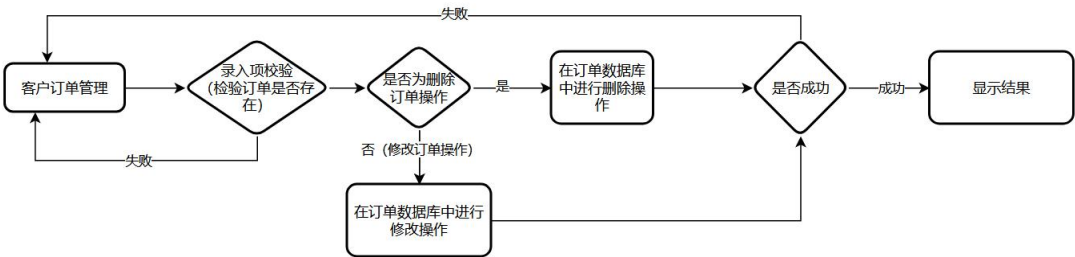 失败
客户订单管理
录入项校验
（检验订单是否存
在）
是否为删除
订单操作
是
在订单数据库
中进行删除操
作
是否成功
成功
显示结果
失败
否（修改订单操作）
在订单数据库中进行
修改操作